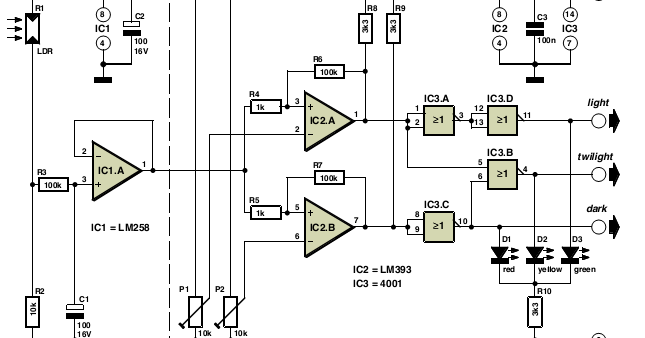 R1
LDR
8
IC1
4
C2
100
16V
R8
3k3
R9
3k3
8
IC2
4
C3
100n
14
IC3
7
R6
100k
R4
1k
3
+
2
–
IC2.A
1
IC3.A
1
2
≥1
3
IC3.D
12
13
≥1
11
light
2
–
IC1.A
3
+
1
R3
100k
IC1 = LM258
R7
100k
R5
1k
5
+
6
–
IC2.B
7
IC3.B
5
6
≥1
4
twilight
IC3.C
8
9
≥1
10
dark
D1
red
D2
yellow
D3
green
IC2 = LM393
IC3 = 4001
R2
10k
C1
100
16V
P1
10k
P2
10k
R10
3k3